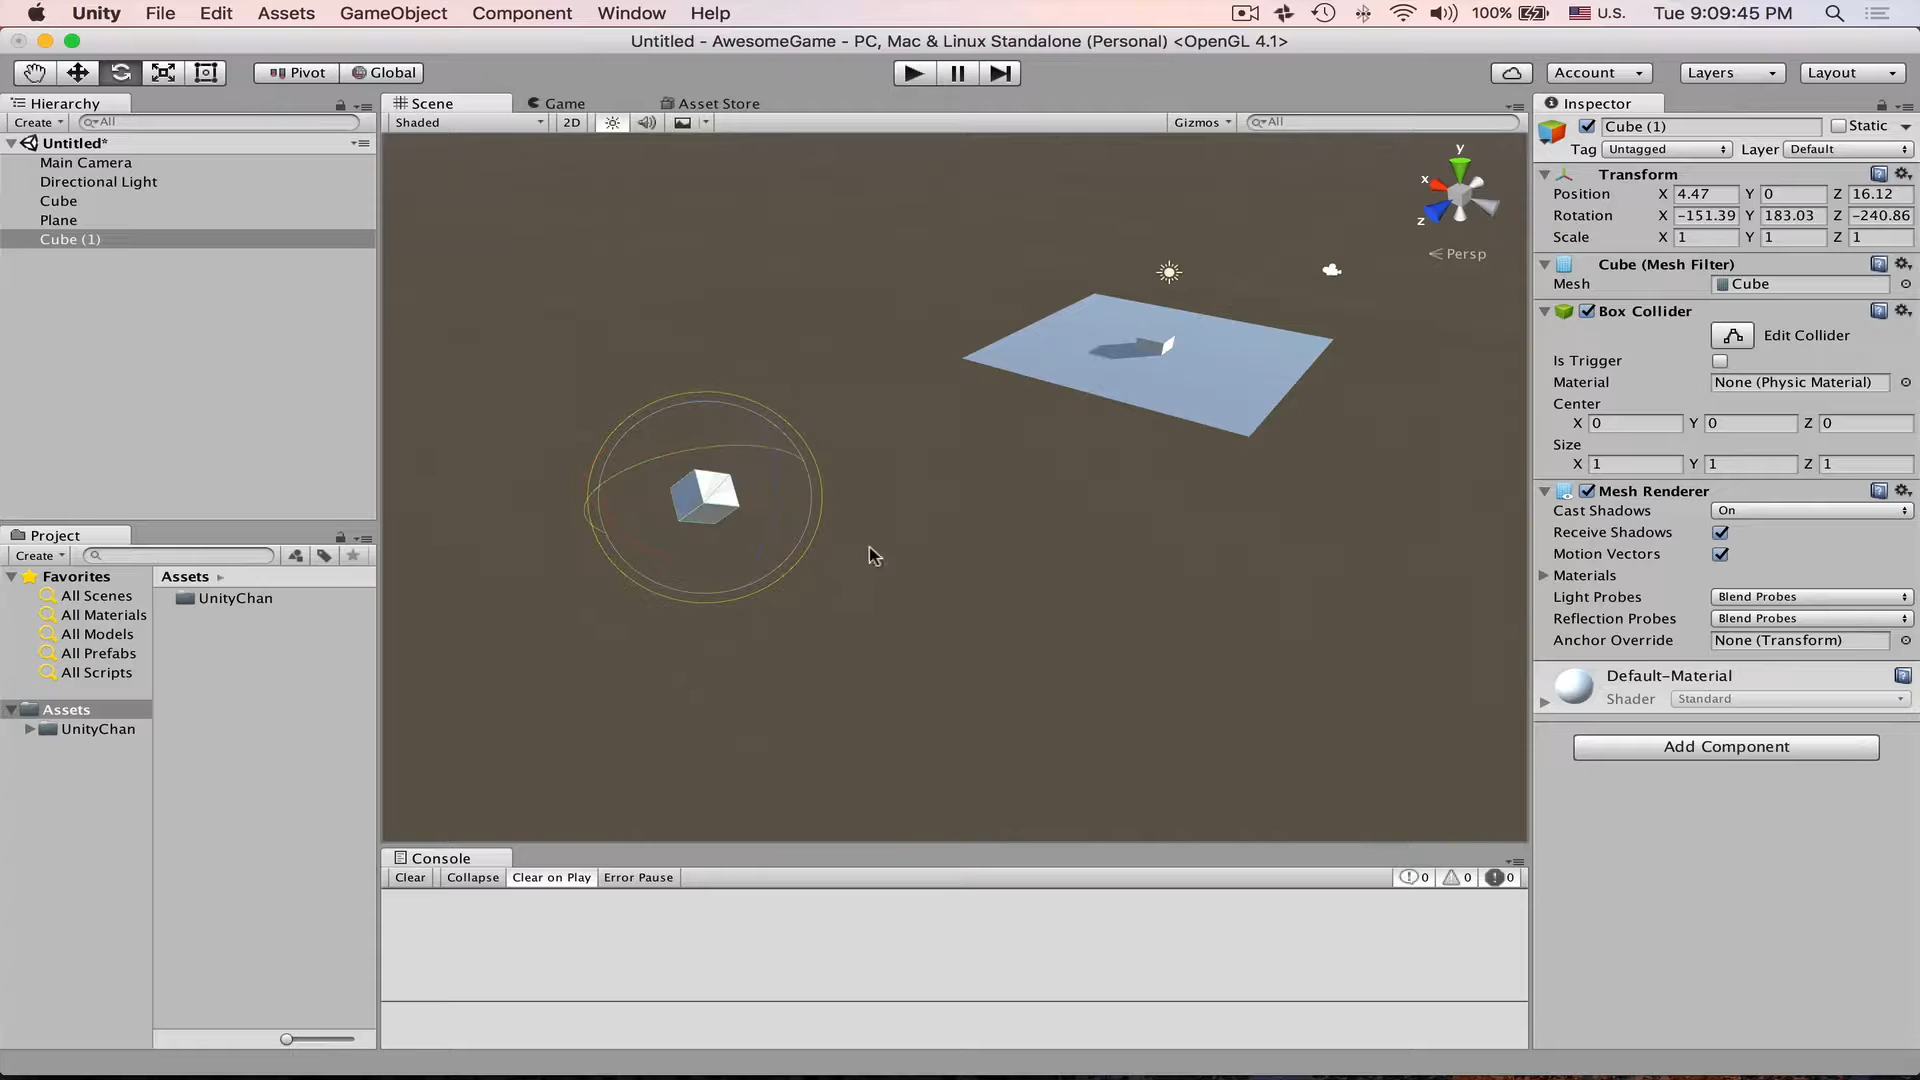 Unity File Edit Assets GameObject Component Window Help 100% U.S. Tue 9:09:45 PM
Untitled - AwesomeGame - PC, Mac & Linux Standalone (Personal) <OpenGL 4.1>
Pivot Global Account Layers Layout
Hierarchy
Create All
Untitled*
Main Camera
Directional Light
Cube
Plane
Cube (1)
Scene Game Asset Store
Shaded 2D Gizmos All
y
x
z
Persp
Project
Create
Favorites
All Scenes
All Materials
All Models
All Prefabs
All Scripts
Assets
UnityChan
Assets
UnityChan
Console
Clear Collapse Clear on Play Error Pause 0 0 0
Inspector
Cube (1) Static
Tag Untagged Layer Default
Transform
Position X 4.47 Y 0 Z 16.12
Rotation X -151.39 Y 183.03 Z -240.86
Scale X 1 Y 1 Z 1
Cube (Mesh Filter)
Mesh Cube
Box Collider
Edit Collider
Is Trigger
Material None (Physic Material)
Center
X 0 Y 0 Z 0
Size
X 1 Y 1 Z 1
Mesh Renderer
Cast Shadows On
Receive Shadows
Motion Vectors
Materials
Light Probes Blend Probes
Reflection Probes Blend Probes
Anchor Override None (Transform)
Default-Material
Shader Standard
Add Component